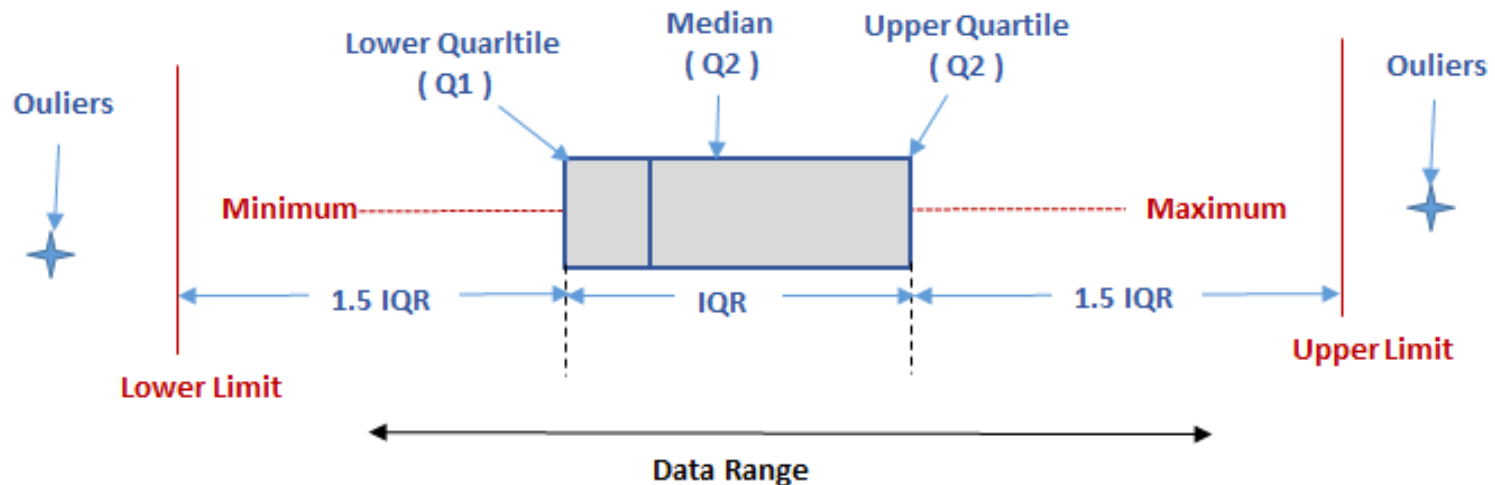 Lower Quarltile
( Q1 )
Median
( Q2 )
Upper Quartile
( Q2 )
Ouliers
Ouliers
Minimum
Maximum
1.5 IQR
IQR
1.5 IQR
Lower Limit
Upper Limit
Data Range